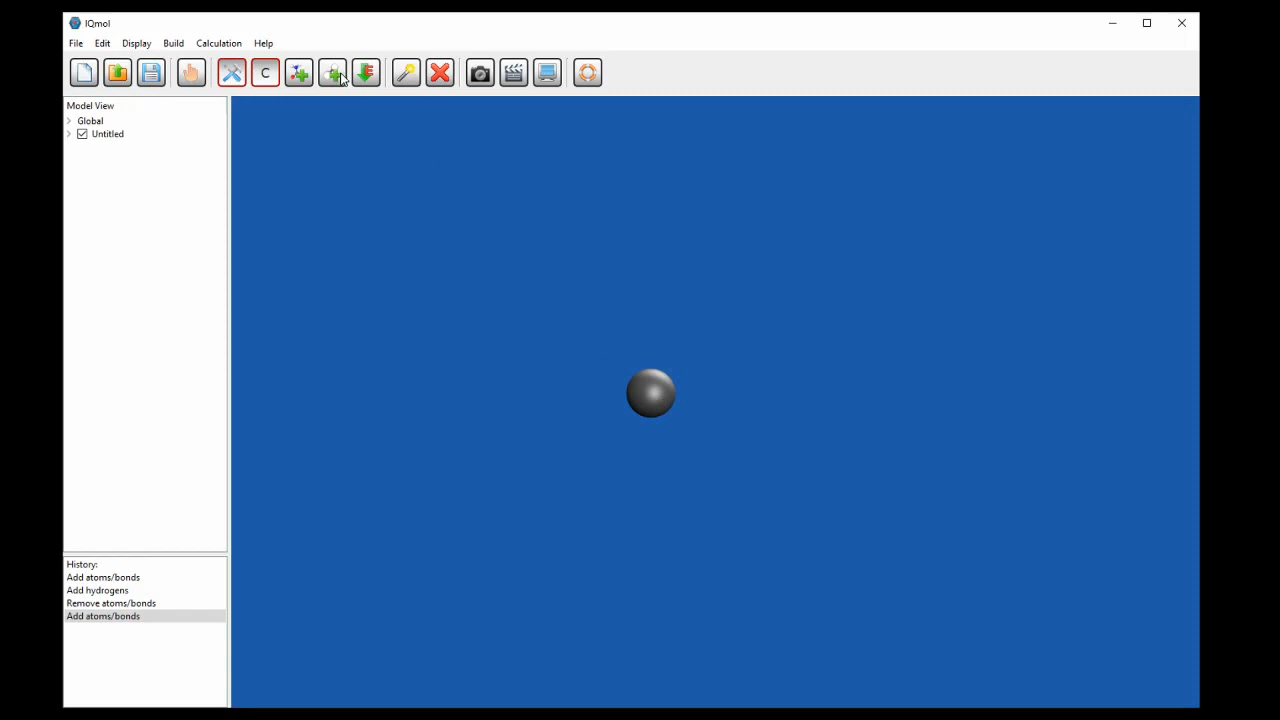 IQmol
File Edit Display Build Calculation Help
C
Model View
Global
Untitled
History:
Add atoms/bonds
Add hydrogens
Remove atoms/bonds
Add atoms/bonds